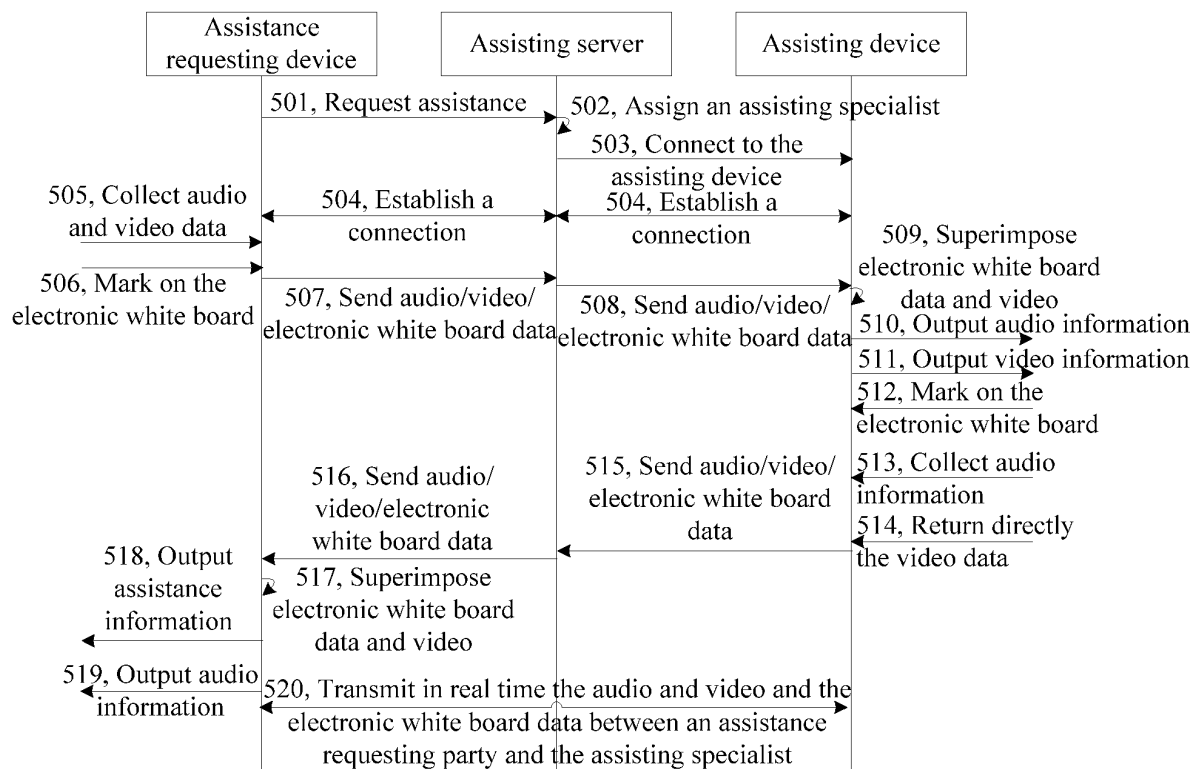 Assistance
requesting device
Assisting server
Assisting device
501, Request assistance
502, Assign an assisting specialist
503, Connect to the
assisting device
504, Establish a
connection
504, Establish a
connection
505, Collect audio
and video data
506, Mark on the
electronic white board
507, Send audio/video/
electronic white board data
508, Send audio/video/
electronic white board data
509, Superimpose
electronic white board
data and video
510, Output audio information
511, Output video information
512, Mark on the
electronic white board
513, Collect audio
information
514, Return directly
the video data
515, Send audio/video/
electronic white board
data
516, Send audio/
video/electronic
white board data
517, Superimpose
electronic white board
data and video
518, Output
assistance
information
519, Output audio
information
520, Transmit in real time the audio and video and the
electronic white board data between an assistance
requesting party and the assisting specialist